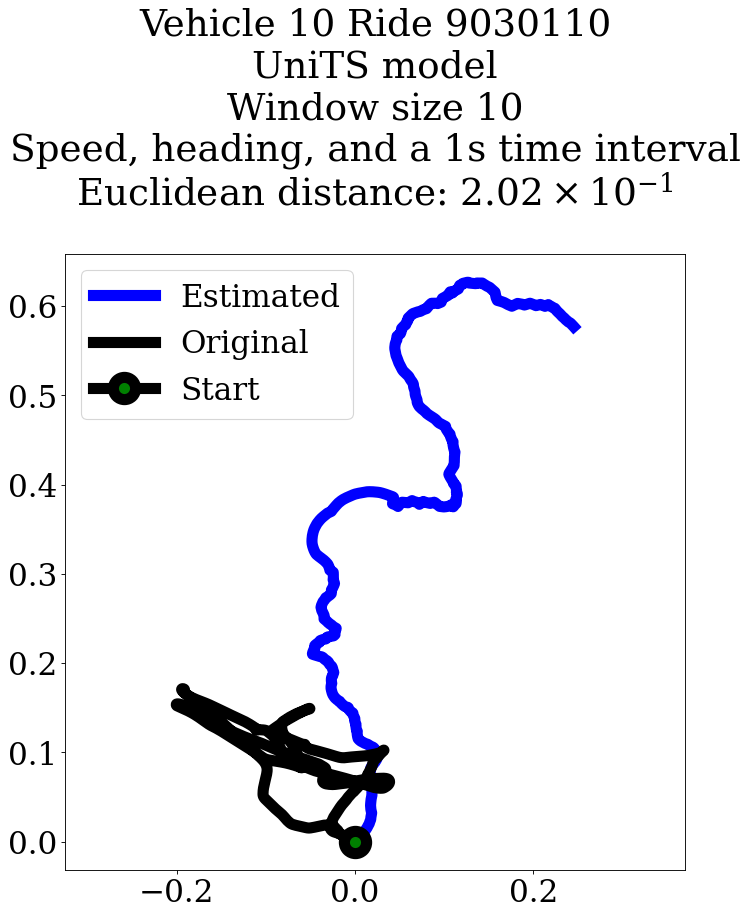 Vehicle 10 Ride 9030110
UniTS model
Window size 10
Speed, heading, and a 1s time interval
Euclidean distance: 2.02 × 10⁻¹
Estimated
Original
Start
0.6
0.5
0.4
0.3
0.2
0.1
0.0
−0.2 0.0 0.2